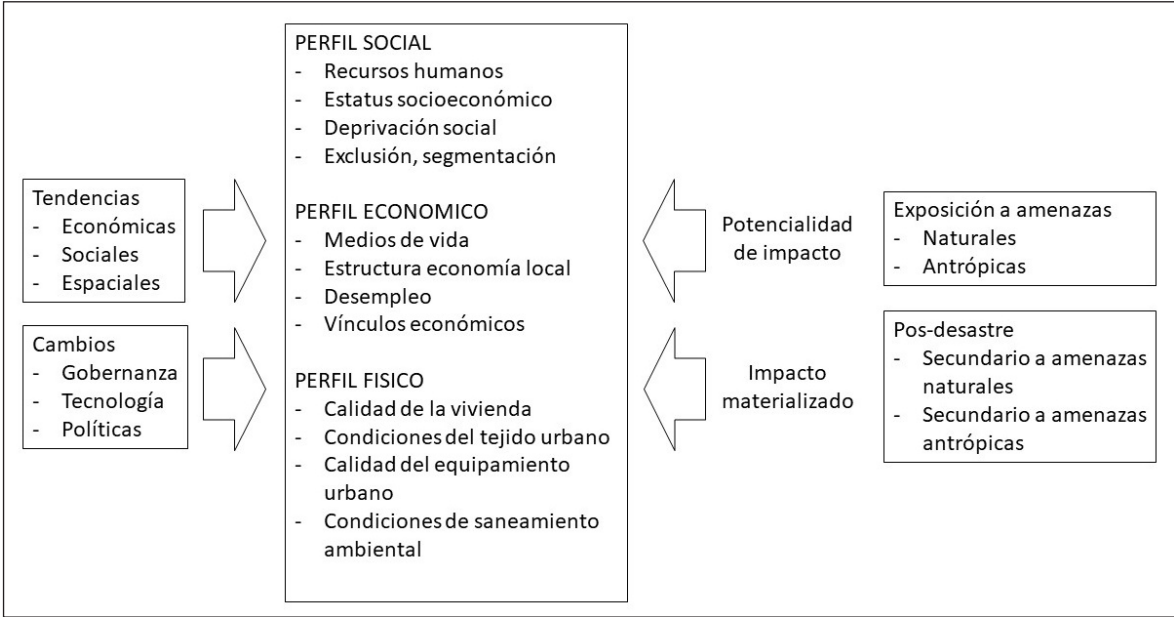 Tendencias
- Económicas
- Sociales
- Espaciales
Cambios
- Gobernanza
- Tecnología
- Políticas
PERFIL SOCIAL
- Recursos humanos
- Estatus socioeconómico
- Deprivación social
- Exclusión, segmentación
PERFIL ECONOMICO
- Medios de vida
- Estructura economía local
- Desempleo
- Vínculos económicos
PERFIL FISICO
- Calidad de la vivienda
- Condiciones del tejido urbano
- Calidad del equipamiento
urbano
- Condiciones de saneamiento
ambiental
Potencialidad
de impacto
Impacto
materializado
Exposición a amenazas
- Naturales
- Antrópicas
Pos-desastre
- Secundario a amenazas
naturales
- Secundario a amenazas
antrópicas